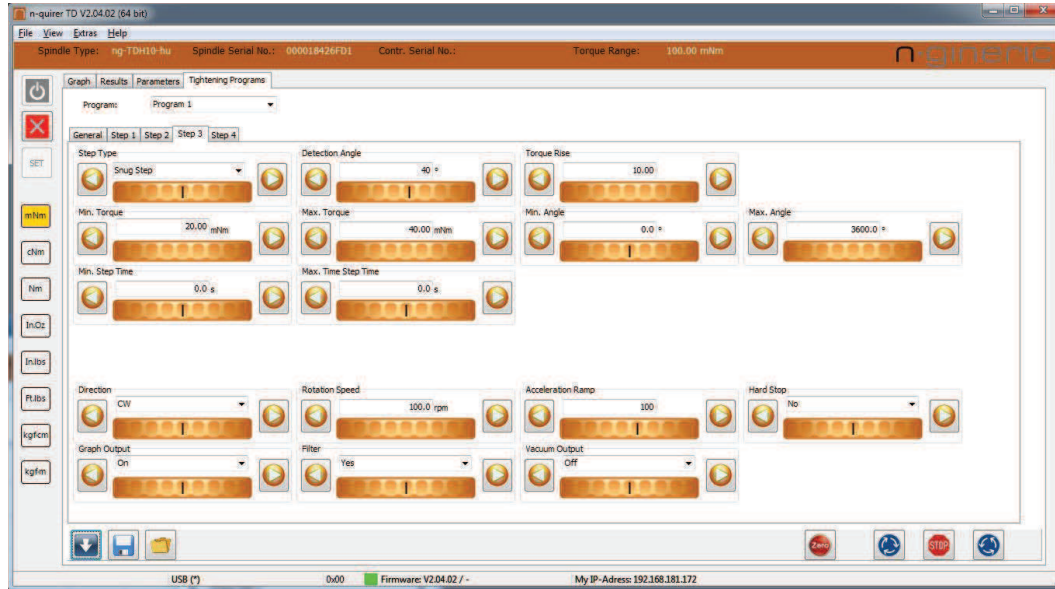 n-quirer TD V2.04.02 (64 bit)
File View Extras Help
Spindle Type: ng-TDH10-hu Spindle Serial No.: 000018426FD1 Contr. Serial No.: Torque Range: 100.00 mNm
n-gineric
Graph Results Parameters Tightening Programs
Program: Program 1
General Step 1 Step 2 Step 3 Step 4
SET
Step Type Detection Angle Torque Rise
Snug Step 40 ° 10.00
mNm
Min. Torque Max. Torque Min. Angle Max. Angle
20.00 mNm 40.00 mNm 0.0 ° 3600.0 °
cNm
Min. Step Time Max. Time Step Time
Nm
0.0 s 0.0 s
In.Oz
In.lbs
Direction Rotation Speed Acceleration Ramp Hard Stop
Ft.lbs
CW 100.0 rpm 100 No
kgfcm
Graph Output Filter Vacuum Output
kgfm
On Yes Off
Zero STOP
USB (*) 0x00 Firmware: V2.04.02 / - My IP-Adress: 192.168.181.172